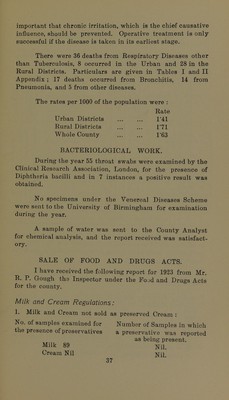 important that chronic irritation, which is the chief causative
influence, should be prevented. Operative treatment is only
successful if the disease is taken in its earliest stage.
There were 36 deaths from Respiratory Diseases other
than Tuberculosis, 8 occurred in the Urban and 28 in the
Rural Districts. Particulars are given in Tables I and II
Appendix; 17 deaths occurred from Bronchitis, 14 from
Pneumonia, and 5 from other diseases.
The rates per 1000 of the population were :
Rate
Urban Districts ... ... 1·41
Rural Districts ... ... 1·71
Whole County ... ... 1·63
BACTERIOLOGICAL WORK.
During the year 55 throat swabs were examined by the
Clinical Research Association, London, for the presence of
Diphtheria bacilli and in 7 instances a positive result was
obtained.
No specimens under the Venereal Diseases Scheme
were sent to the University of Birmingham for examination
during the year.
A sample of water was sent to the County Analyst
for chemical analysis, and the report received was satisfact-
ory.
SALE OF FOOD AND DRUGS ACTS.
I have received the following report for 1923 from Mr.
R. P. Gough the Inspector under the Food and Drugs Acts
for the county.
Milk and Cream Regulations:
1. Milk and Cream not sold as preserved Cream :
No. of samples examined for Number of Samples in which
the presence of preservatives a preservative was reported
as being present.
Milk 89 Nil.
Cream Nil Nil.
37